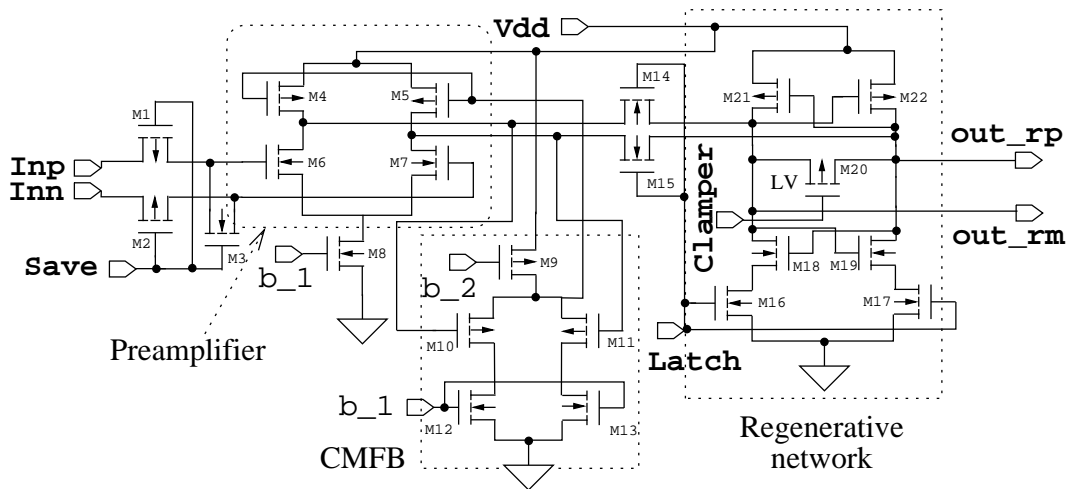 Vdd
M1
M4
M5
M14
M21
M22
Inp
Inn
M6
M7
M15
out_rp
M20
LV
Clamper
out_rm
M2
M3
Save
b_1
M8
b_2
M9
M18
M19
M16
M17
Preamplifier
M10
M11
Latch
b_1
M12
M13
CMFB
Regenerative
network